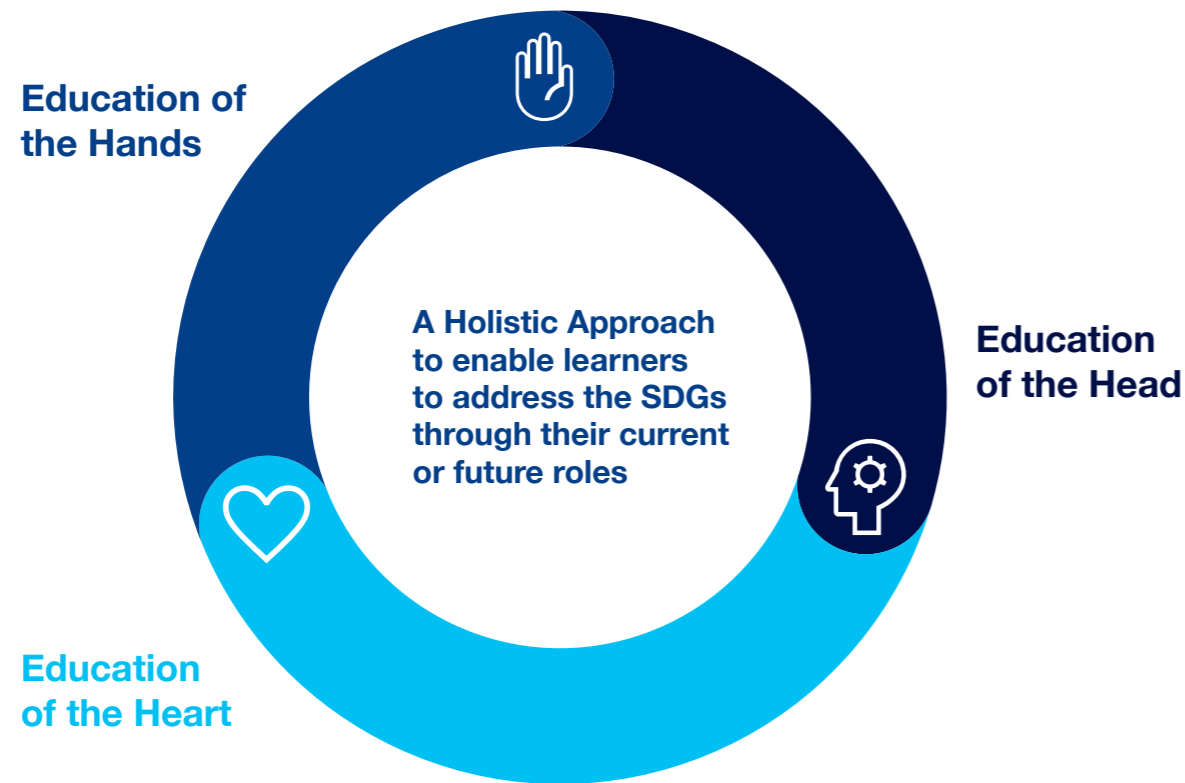 Education of
the Hands
A Holistic Approach
to enable learners
to address the SDGs
through their current
or future roles
Education
of the Head
Education
of the Heart